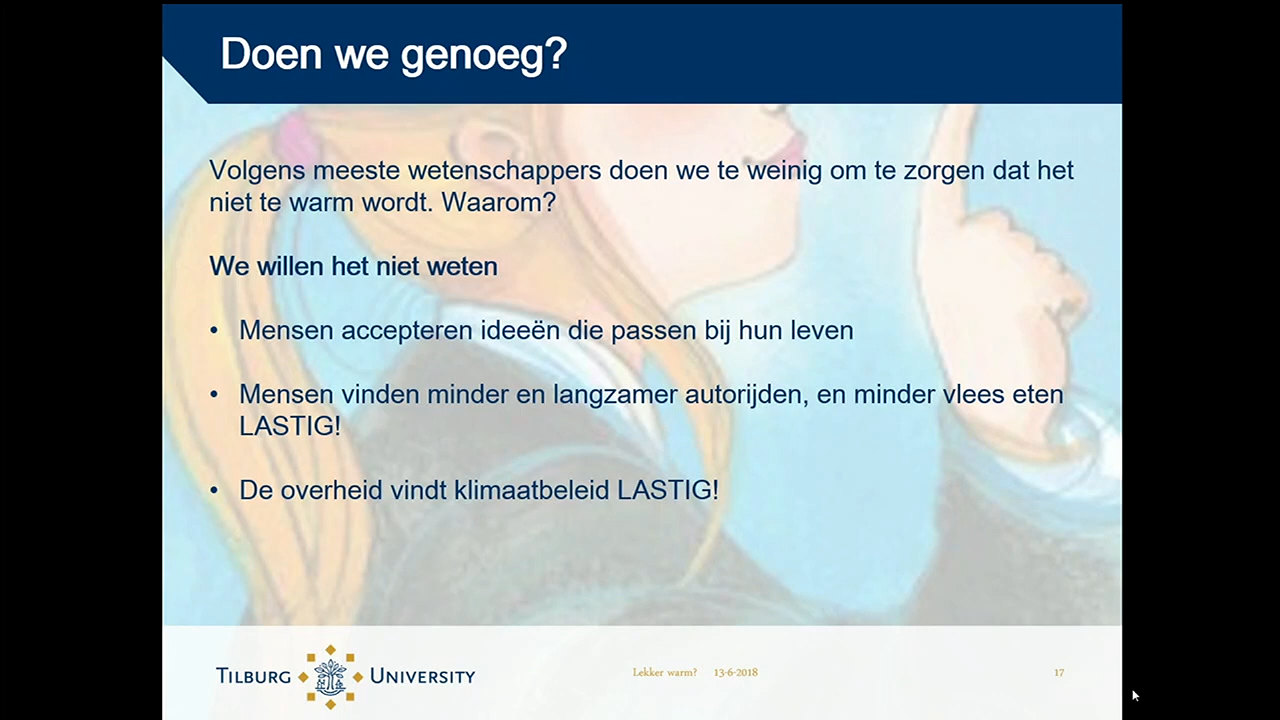 Doen we genoeg?
Volgens meeste wetenschappers doen we te weinig om te zorgen dat het
niet te warm wordt. Waarom?
We willen het niet weten
• Mensen accepteren ideeën die passen bij hun leven
• Mensen vinden minder en langzamer autorijden, en minder vlees eten
LASTIG!
• De overheid vindt klimaatbeleid LASTIG!
TILBURG UNIVERSITY
Lekker warm? 13-6-2018
17